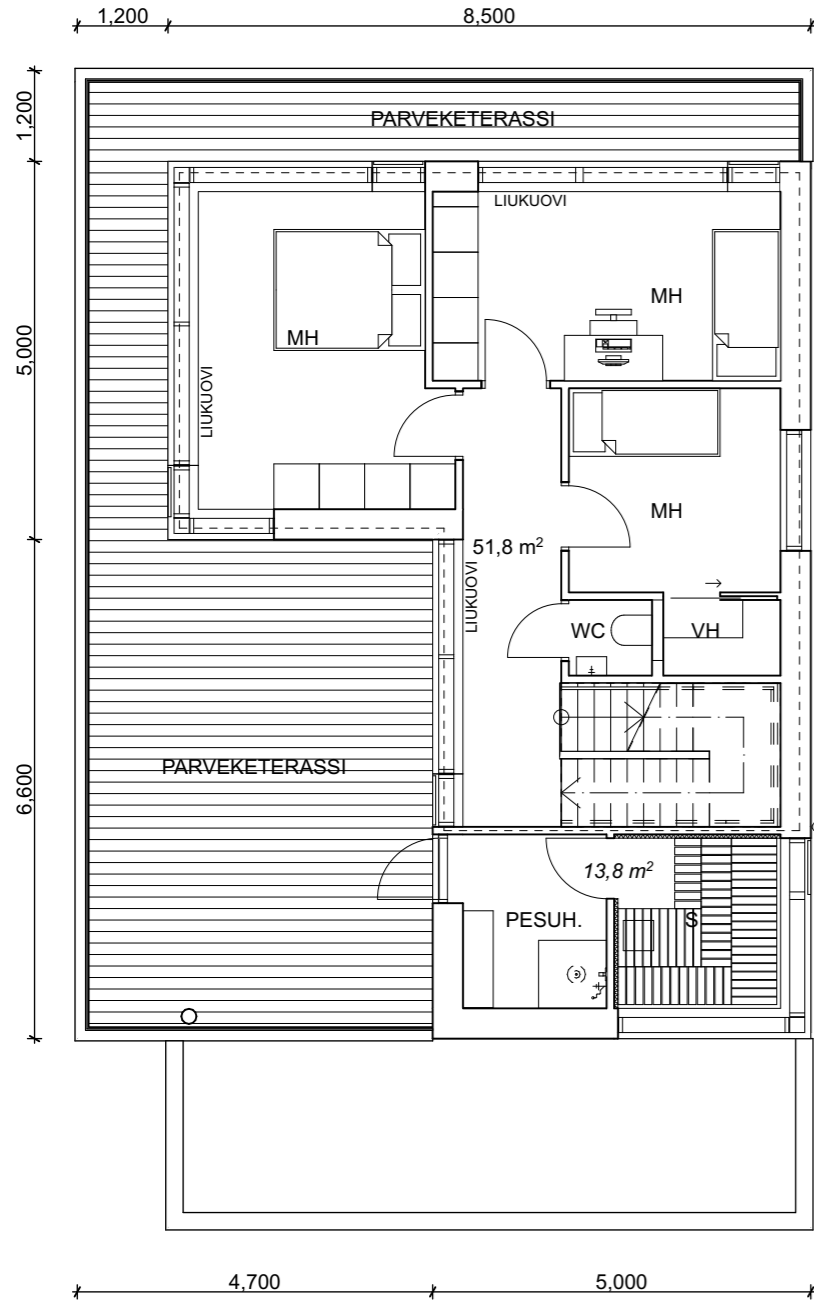 1,200
8,500
1,200
PARVEKETERASSI
LIUKUOVI
MH
MH
5,000
LIUKUOVI
MH
51,8 m²
LIUKUOVI
WC
VH
PARVEKETERASSI
6,600
13,8 m²
PESUH.
S
4,700
5,000